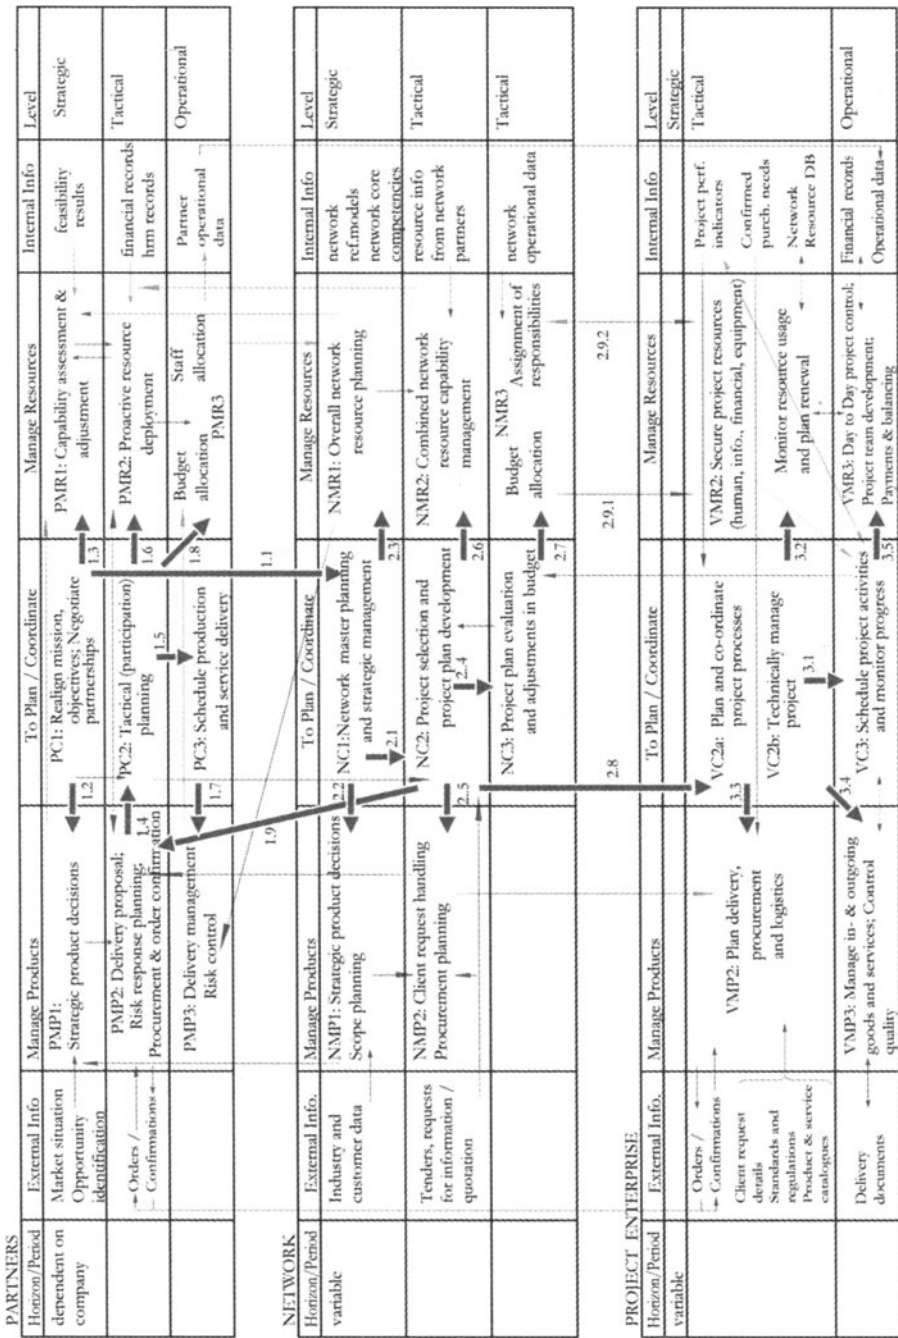 PARTNERS
Horizon/Period
External Info
Manage Products
To Plan / Coordinate
Manage Resources
Internal Info
Level
dependent on
company
Market situation
Opportunity
identification
PMP1:
Strategic product decisions
1.2
PC1: Realign mission,
objectives; Negotiate
partnerships
1.3
PMR1: Capability assessment &
adjustment
feasibility
results
Strategic
Orders /
Confirmations
PMP2: Delivery proposal;
Risk response planning;
Procurement & order confirmation
1.4
PC2: Tactical (participation)
planning
1.5
1.6
PMR2: Proactive resource
deployment
financial records
hrm records
Tactical
PMP3: Delivery management
Risk control
1.7
PC3: Schedule production
and service delivery
1.8
Budget
allocation
Staff
allocation
PMR3
Partner
operational
data
Operational
1.9
1.1
NETWORK
Horizon/Period
External Info.
Manage Products
To Plan / Coordinate
Manage Resources
Internal Info
Level
variable
Industry and
customer data
NMP1: Strategic product decisions
Scope planning
2.2
NC1:Network master planning
and strategic management
2.1
2.3
NMR1: Overall network
resource planning
network
ref.models
network core
competencies
Strategic
Tenders, requests
for information /
quotation
NMP2: Client request handling
Procurement planning
2.5
NC2: Project selection and
project plan development
2.4
2.6
NMR2: Combined network
resource capability
management
resource info
from network
partners
Tactical
NC3: Project plan evaluation
and adjustments in budget
2.7
Budget
allocation
NMR3
Assignment of
responsibilities
network
operational data
Tactical
2.8
2.9.1
2.9.2
PROJECT ENTERPRISE
Horizon/Period
External Info.
Manage Products
To Plan / Coordinate
Manage Resources
Internal Info
Level
variable
Strategic
Orders /
Confirmations
Client request
details
Standards and
regulations
Product & service
catalogues
VMP2: Plan delivery,
procurement
and logistics
3.3
VC2a: Plan and co-ordinate
project processes
VC2b: Technically manage
project
3.1
3.2
VMR2: Secure project resources
(human, info., financial, equipment)
Monitor resource usage
and plan renewal
Project perf.
indicators
Confirmed
purch. needs
Network
Resource DB
Tactical
Delivery
documents
VMP3: Manage in- & outgoing
goods and services; Control
quality
3.4
VC3: Schedule project activities
and monitor progress
3.5
VMR3: Day to Day project control;
Project team development;
Payments & balancing
Financial records
Operational data
Operational